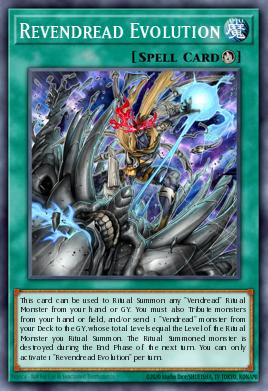 Revendread Evolution
魔
[SPELL CARD]
This card can be used to Ritual Summon any "Vendread" Ritual
Monster from your hand or GY. You must also Tribute monsters
from your hand or field, and/or send 1 "Vendread" monster from
your Deck to the GY, whose total Levels equal the Level of the Ritual
Monster you Ritual Summon. The Ritual Summoned monster is
destroyed during the End Phase of the next turn. You can only
activate 1 "Revendread Evolution" per turn.